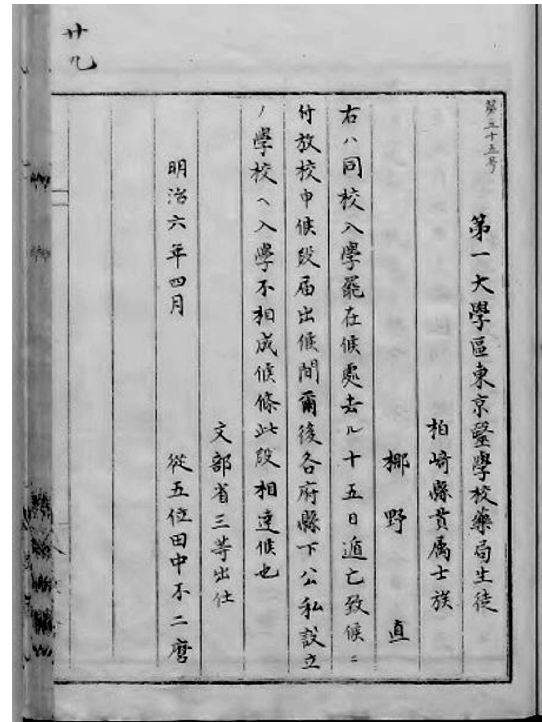 廿九
第三十五号
第一大學區東京醫學校藥局生徒
柏崎縣貫属士族
梛野直
右ハ同校入學罷在候處去ル十五日遁亡致候ニ
付放校申候段届出候間爾後各府縣下公私設立
ノ學校ヘ入學不相成候條此段相達候也
文部省三等出仕
明治六年四月 從五位田中不二麿